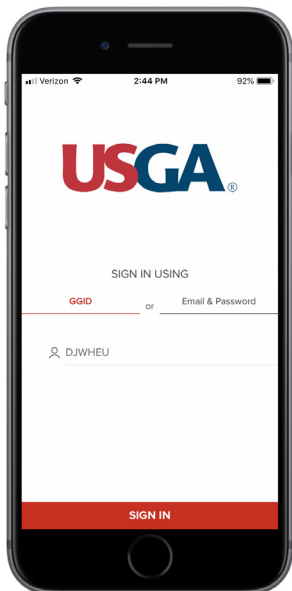 Verizon 2:44 PM 92%
USGA®
SIGN IN USING
GGID or Email & Password
DJWHEU
SIGN IN